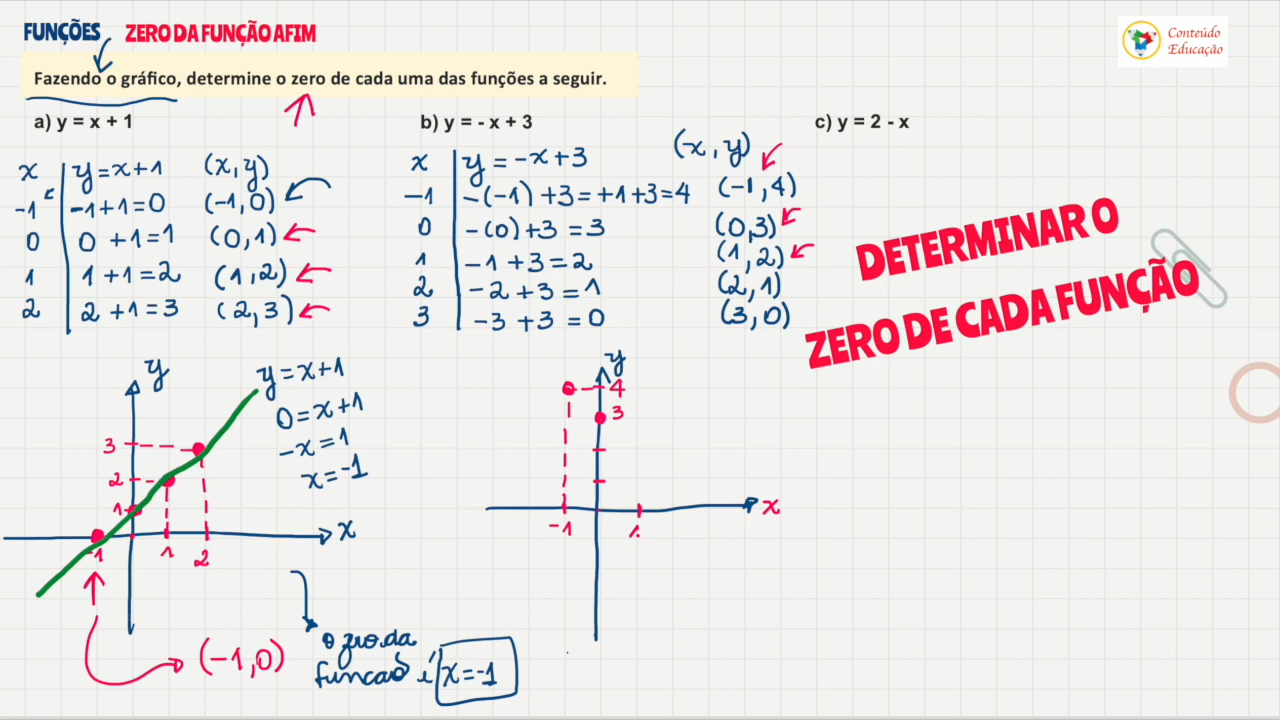 FUNÇÕES ZERO DA FUNÇÃO AFIM
Conteúdo
Educação
Fazendo o gráfico, determine o zero de cada uma das funções a seguir.
a) y = x + 1
x | y = x+1 (x,y)
-1 | -1+1=0 (-1,0)
0 | 0 +1=1 (0,1)
1 | 1 +1=2 (1,2)
2 | 2 +1=3 (2,3)
y
3
2
1
-1 1 2
x
y=x+1
0=x+1
-x=1
x=-1
(-1,0)
o zero da
funcao é x=-1
b) y = - x + 3
x | y = -x+3 (x,y)
-1 | -(-1) +3=+1+3=4 (-1,4)
0 | -(0)+3 =3 (0,3)
1 | -1 +3=2 (1,2)
2 | -2 +3=1 (2,1)
3 | -3 +3 =0 (3,0)
y
4
3
-1 1
x
c) y = 2 - x
DETERMINAR O
ZERO DE CADA FUNÇÃO